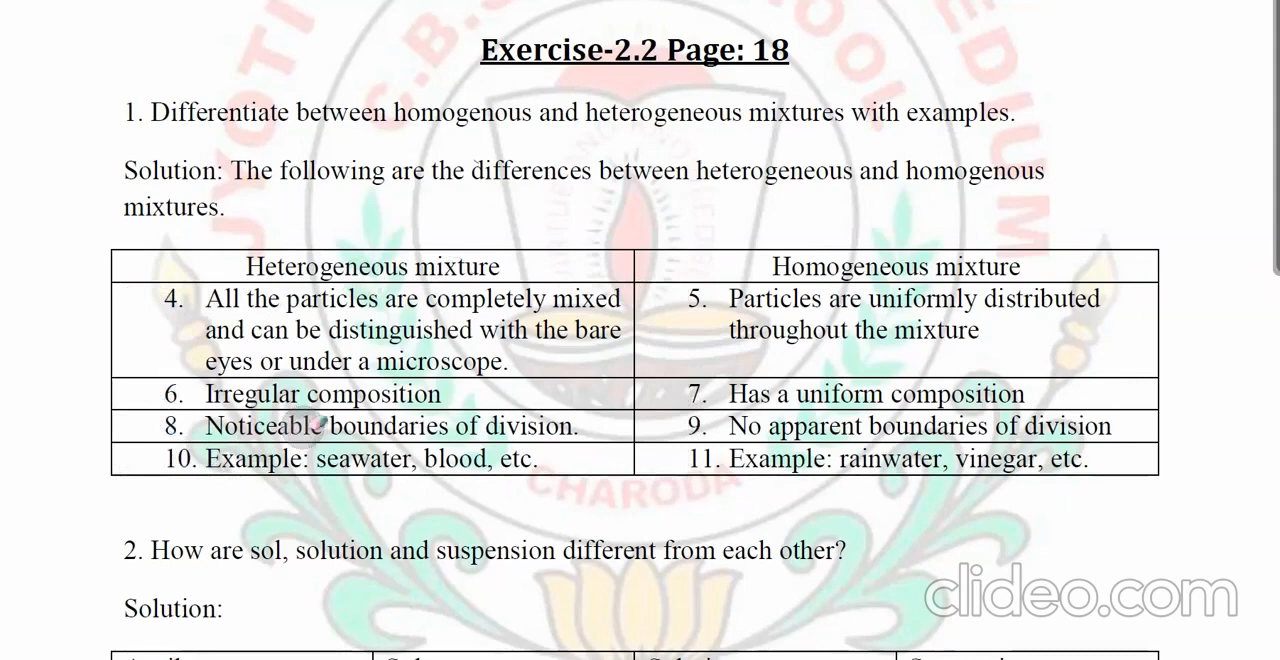 Exercise-2.2 Page: 18
1. Differentiate between homogenous and heterogeneous mixtures with examples.
Solution: The following are the differences between heterogeneous and homogenous
mixtures.
Heterogeneous mixture
Homogeneous mixture
4. All the particles are completely mixed
and can be distinguished with the bare
eyes or under a microscope.
5. Particles are uniformly distributed
throughout the mixture
6. Irregular composition
7. Has a uniform composition
8. Noticeable boundaries of division.
9. No apparent boundaries of division
10. Example: seawater, blood, etc.
11. Example: rainwater, vinegar, etc.
CHARODA
2. How are sol, solution and suspension different from each other?
clideo.com
Solution: